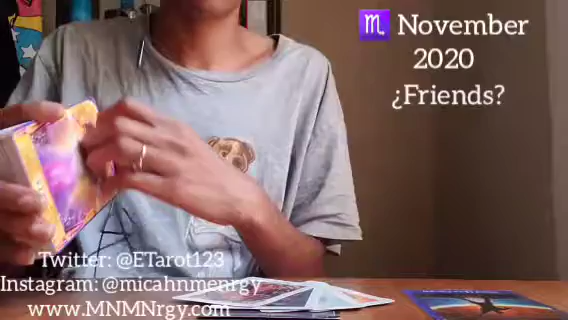 ♏ November
2020
¿Friends?
Twitter: @ETarot123
Instagram: @micahnmenrgy
www.MNMNrgy.com